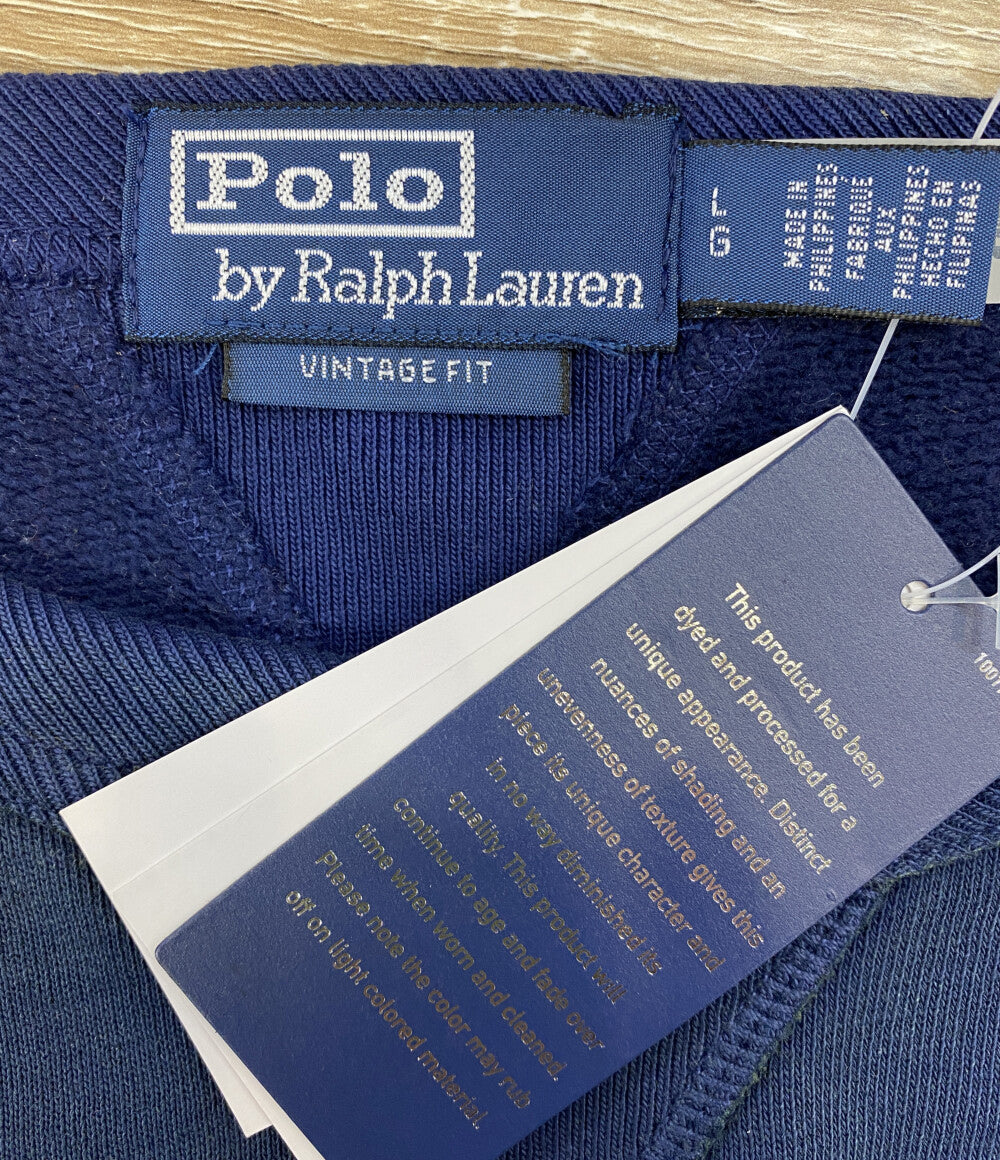 Polo
by Ralph Lauren
VINTAGE FIT
L
G
MADE IN
PHILIPPINES
FABRIQUÉ
AUX
PHILIPPINES
HECHO EN
FILIPINAS
This product has been
dyed and processed for a
unique appearance. Distinct
nuances of shading and an
unevenness of texture gives this
piece its unique character and
in no way diminished its
quality. This product will
continue to age and fade over
time when worn and cleaned.
Please note the color may rub
off on light colored material.